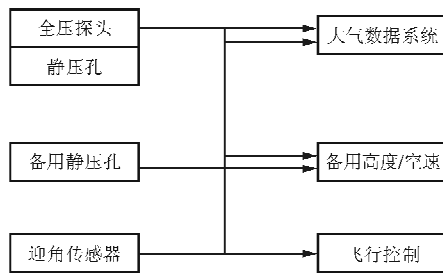 全压探头
大气数据系统
静压孔
备用静压孔
备用高度/空速
迎角传感器
飞行控制